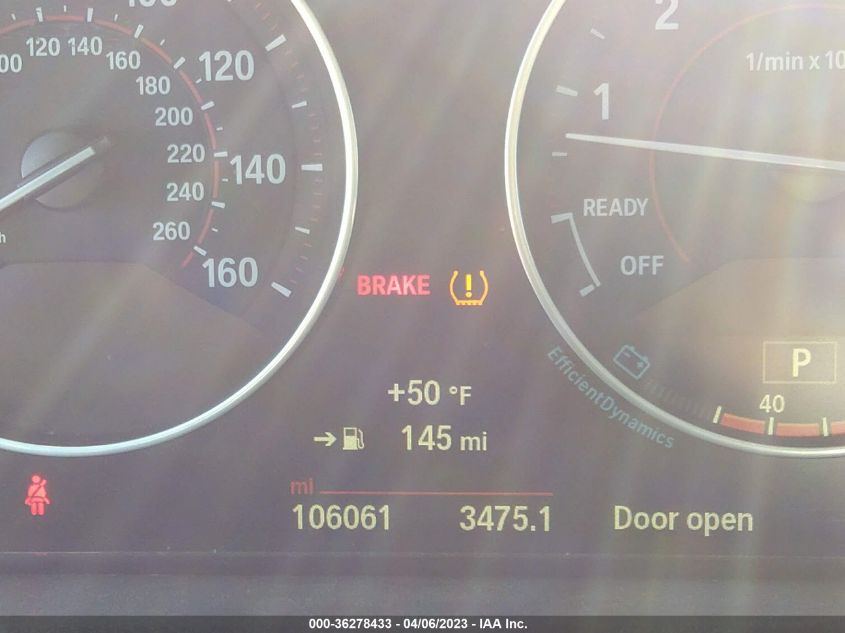 120 140
160
180
200
220
240
260
120
140
160
2
1
1/min x 10
READY
OFF
BRAKE
+50 °F
145 mi
EfficientDynamics
P
40
mi
106061 3475.1 Door open
000-36278433 - 04/06/2023 - IAA Inc.